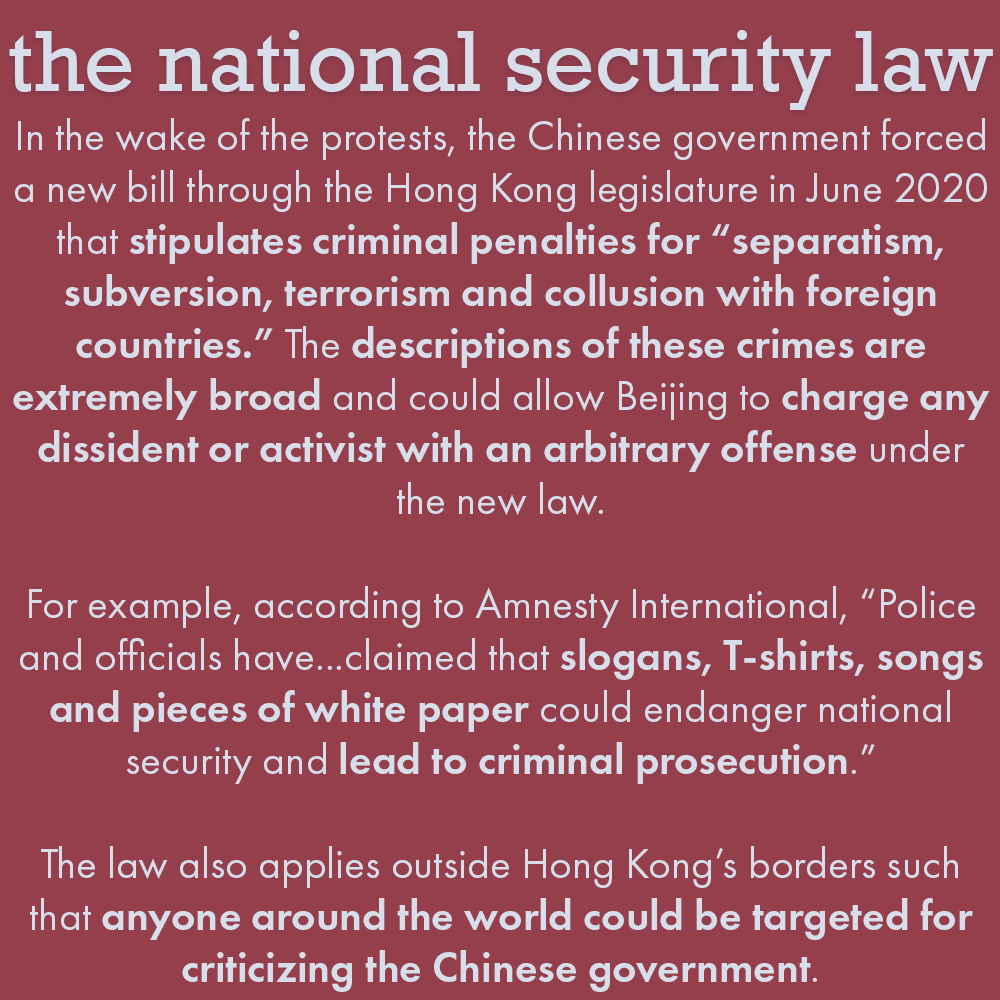 the national security law
In the wake of the protests, the Chinese government forced
a new bill through the Hong Kong legislature in June 2020
that stipulates criminal penalties for “separatism,
subversion, terrorism and collusion with foreign
countries.” The descriptions of these crimes are
extremely broad and could allow Beijing to charge any
dissident or activist with an arbitrary offense under
the new law.
For example, according to Amnesty International, “Police
and officials have...claimed that slogans, T-shirts, songs
and pieces of white paper could endanger national
security and lead to criminal prosecution.”
The law also applies outside Hong Kong’s borders such
that anyone around the world could be targeted for
criticizing the Chinese government.